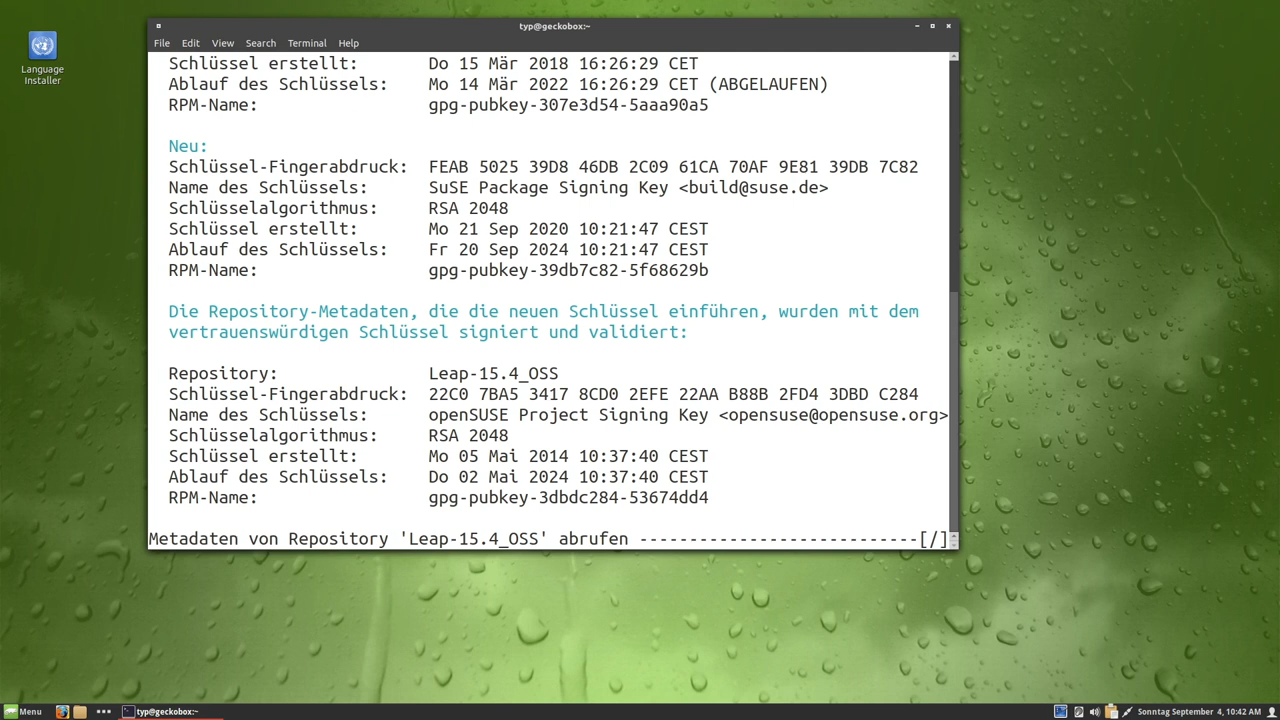 typ@geckobox:~
File Edit View Search Terminal Help
Language
Installer
Schlüssel erstellt: Do 15 Mär 2018 16:26:29 CET
Ablauf des Schlüssels: Mo 14 Mär 2022 16:26:29 CET (ABGELAUFEN)
RPM-Name: gpg-pubkey-307e3d54-5aaa90a5
Neu:
Schlüssel-Fingerabdruck: FEAB 5025 39D8 46DB 2C09 61CA 70AF 9E81 39DB 7C82
Name des Schlüssels: SuSE Package Signing Key <build@suse.de>
Schlüsselalgorithmus: RSA 2048
Schlüssel erstellt: Mo 21 Sep 2020 10:21:47 CEST
Ablauf des Schlüssels: Fr 20 Sep 2024 10:21:47 CEST
RPM-Name: gpg-pubkey-39db7c82-5f68629b
Die Repository-Metadaten, die die neuen Schlüssel einführen, wurden mit dem
vertrauenswürdigen Schlüssel signiert und validiert:
Repository: Leap-15.4_OSS
Schlüssel-Fingerabdruck: 22C0 7BA5 3417 8CD0 2EFE 22AA B88B 2FD4 3DBD C284
Name des Schlüssels: openSUSE Project Signing Key <opensuse@opensuse.org>
Schlüsselalgorithmus: RSA 2048
Schlüssel erstellt: Mo 05 Mai 2014 10:37:40 CEST
Ablauf des Schlüssels: Do 02 Mai 2024 10:37:40 CEST
RPM-Name: gpg-pubkey-3dbdc284-53674dd4
Metadaten von Repository 'Leap-15.4_OSS' abrufen ----------------------------[/]
Menu typ@geckobox:~ Sonntag September 4, 10:42 AM